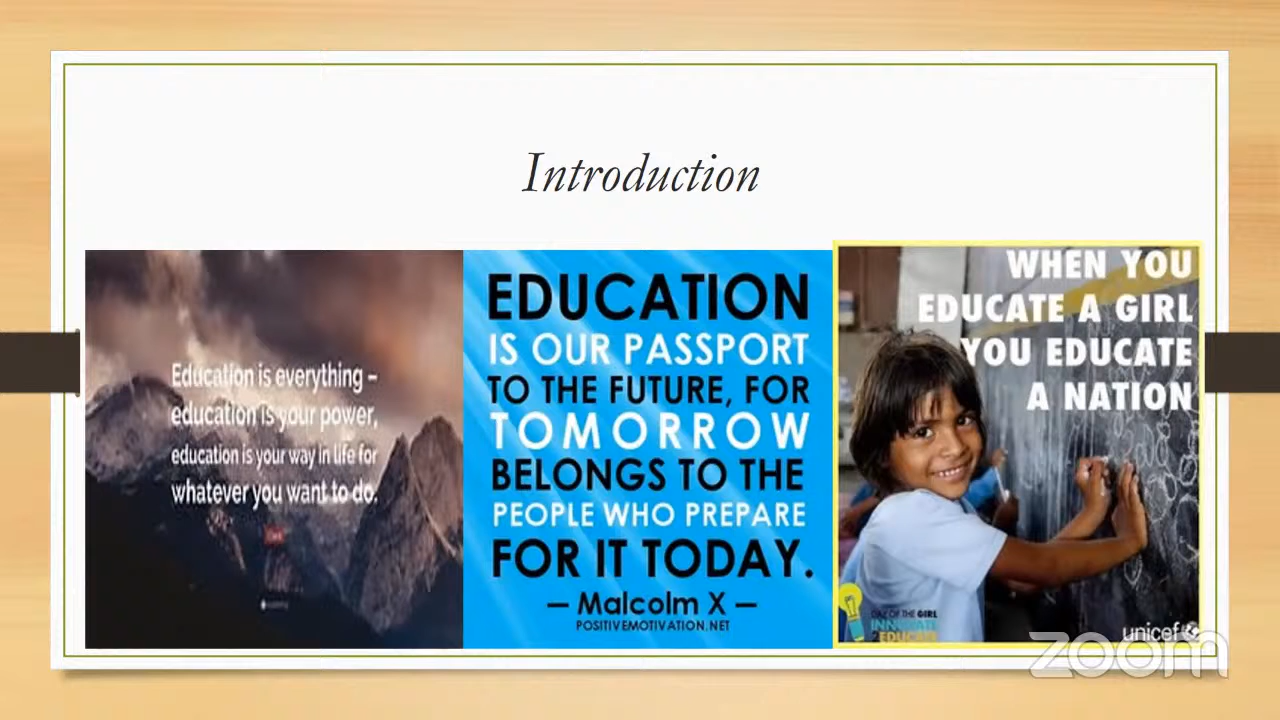 Introduction
Education is everything –
education is your power,
education is your way in life for
whatever you want to do.
EDUCATION
IS OUR PASSPORT
TO THE FUTURE, FOR
TOMORROW
BELONGS TO THE
PEOPLE WHO PREPARE
FOR IT TODAY.
— Malcolm X —
POSITIVEMOTIVATION.NET
WHEN YOU
EDUCATE A GIRL
YOU EDUCATE
A NATION
DAY OF THE GIRL
INNOVATE
2EDUCATE
unicef
zoom